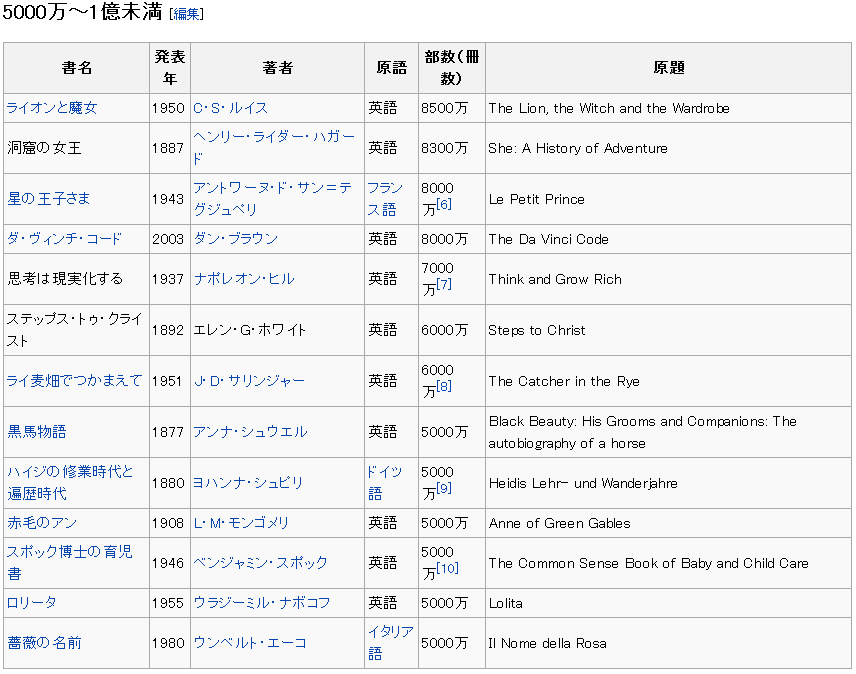 5000万～1億未満 [編集]
書名 発表年 著者 原語 部数(冊数) 原題
ライオンと魔女 1950 C・S・ルイス 英語 8500万 The Lion, the Witch and the Wardrobe
洞窟の女王 1887 ヘンリー・ライダー・ハガード 英語 8300万 She: A History of Adventure
星の王子さま 1943 アントワーヌ・ド・サン＝テグジュペリ フランス語 8000万[6] Le Petit Prince
ダ・ヴィンチ・コード 2003 ダン・ブラウン 英語 8000万 The Da Vinci Code
思考は現実化する 1937 ナポレオン・ヒル 英語 7000万[7] Think and Grow Rich
ステップス・トゥ・クライスト 1892 エレン・G・ホワイト 英語 6000万 Steps to Christ
ライ麦畑でつかまえて 1951 J・D・サリンジャー 英語 6000万[8] The Catcher in the Rye
黒馬物語 1877 アンナ・シュウエル 英語 5000万 Black Beauty: His Grooms and Companions: The autobiography of a horse
ハイジの修業時代と遍歴時代 1880 ヨハンナ・シュピリ ドイツ語 5000万[9] Heidis Lehr- und Wanderjahre
赤毛のアン 1908 L・M・モンゴメリ 英語 5000万 Anne of Green Gables
スポック博士の育児書 1946 ベンジャミン・スポック 英語 5000万[10] The Common Sense Book of Baby and Child Care
ロリータ 1955 ウラジーミル・ナボコフ 英語 5000万 Lolita
薔薇の名前 1980 ウンベルト・エーコ イタリア語 5000万 Il Nome della Rosa